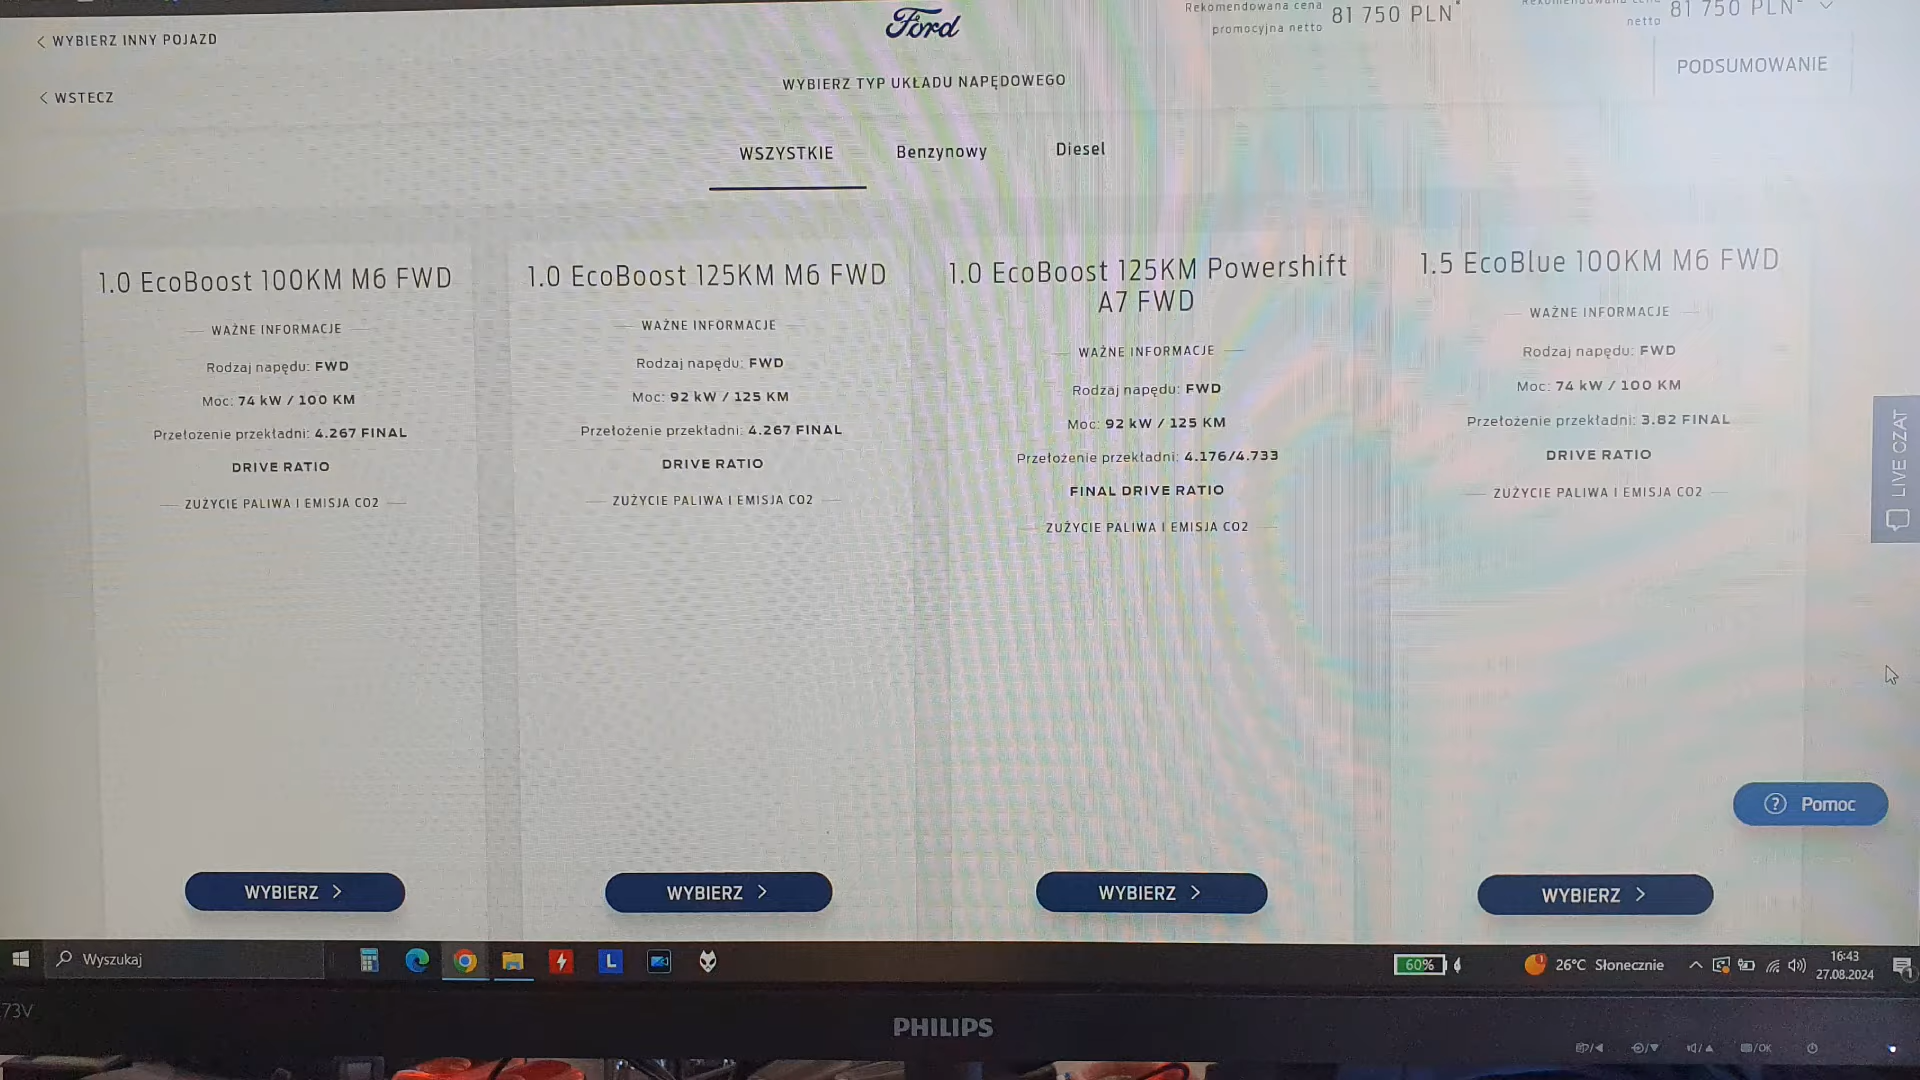 WYBIERZ INNY POJAZD
Ford
Rekomendowana cena
promocyjna netto
81 750 PLN
netto
81 750 PLN
WSTECZ
WYBIERZ TYP UKŁADU NAPĘDOWEGO
PODSUMOWANIE
WSZYSTKIE
Benzynowy
Diesel
1.0 EcoBoost 100KM M6 FWD
WAŻNE INFORMACJE
Rodzaj napędu: FWD
Moc: 74 kW / 100 KM
Przełożenie przekładni: 4.267 FINAL
DRIVE RATIO
ZUŻYCIE PALIWA I EMISJA CO2
WYBIERZ
1.0 EcoBoost 125KM M6 FWD
WAŻNE INFORMACJE
Rodzaj napędu: FWD
Moc: 92 kW / 125 KM
Przełożenie przekładni: 4.267 FINAL
DRIVE RATIO
ZUŻYCIE PALIWA I EMISJA CO2
WYBIERZ
1.0 EcoBoost 125KM Powershift
A7 FWD
WAŻNE INFORMACJE
Rodzaj napędu: FWD
Moc: 92 kW / 125 KM
Przełożenie przekładni: 4.176/4.733
FINAL DRIVE RATIO
ZUŻYCIE PALIWA I EMISJA CO2
WYBIERZ
1.5 EcoBlue 100KM M6 FWD
WAŻNE INFORMACJE
Rodzaj napędu: FWD
Moc: 74 kW / 100 KM
Przełożenie przekładni: 3.82 FINAL
DRIVE RATIO
ZUŻYCIE PALIWA I EMISJA CO2
WYBIERZ
LIVE CZAT
Pomoc
Wyszukaj
L
60%
26°C Słonecznie
16:43
27.08.2024
1
73V
PHILIPS
/OK